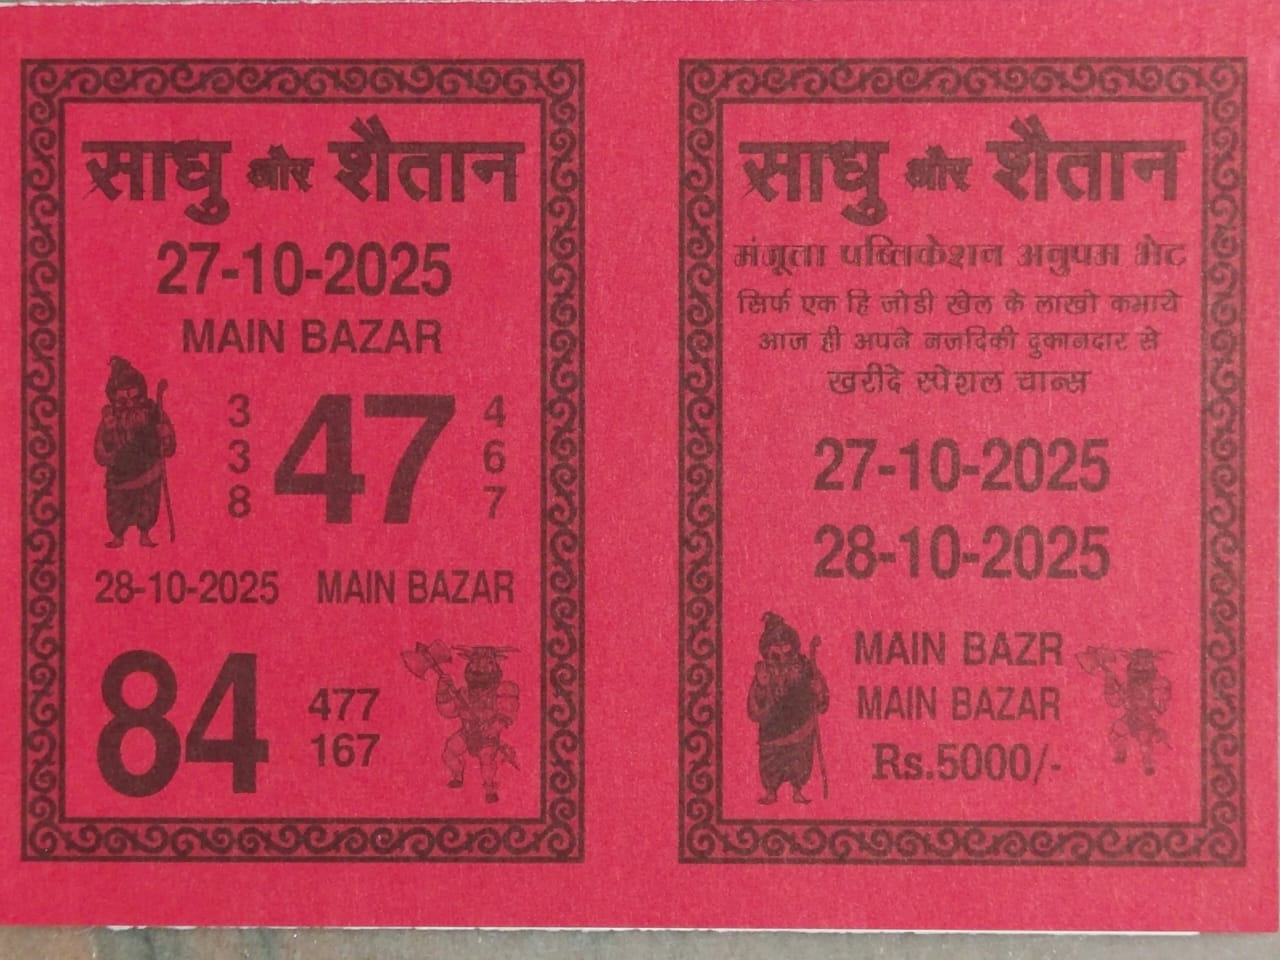 साधु और शैतान
27-10-2025
MAIN BAZAR
3
3
8
47
4
6
7
28-10-2025 MAIN BAZAR
84
477
167
साधु और शैतान
मंजूला पब्लिकेशन अनुपम भेट
सिर्फ एक हि जोडी खेल के लाखो कमाये
आज ही अपने नजदिकी दुकानदार से
खरीदे स्पेशल चान्स
27-10-2025
28-10-2025
MAIN BAZR
MAIN BAZAR
Rs.5000/-